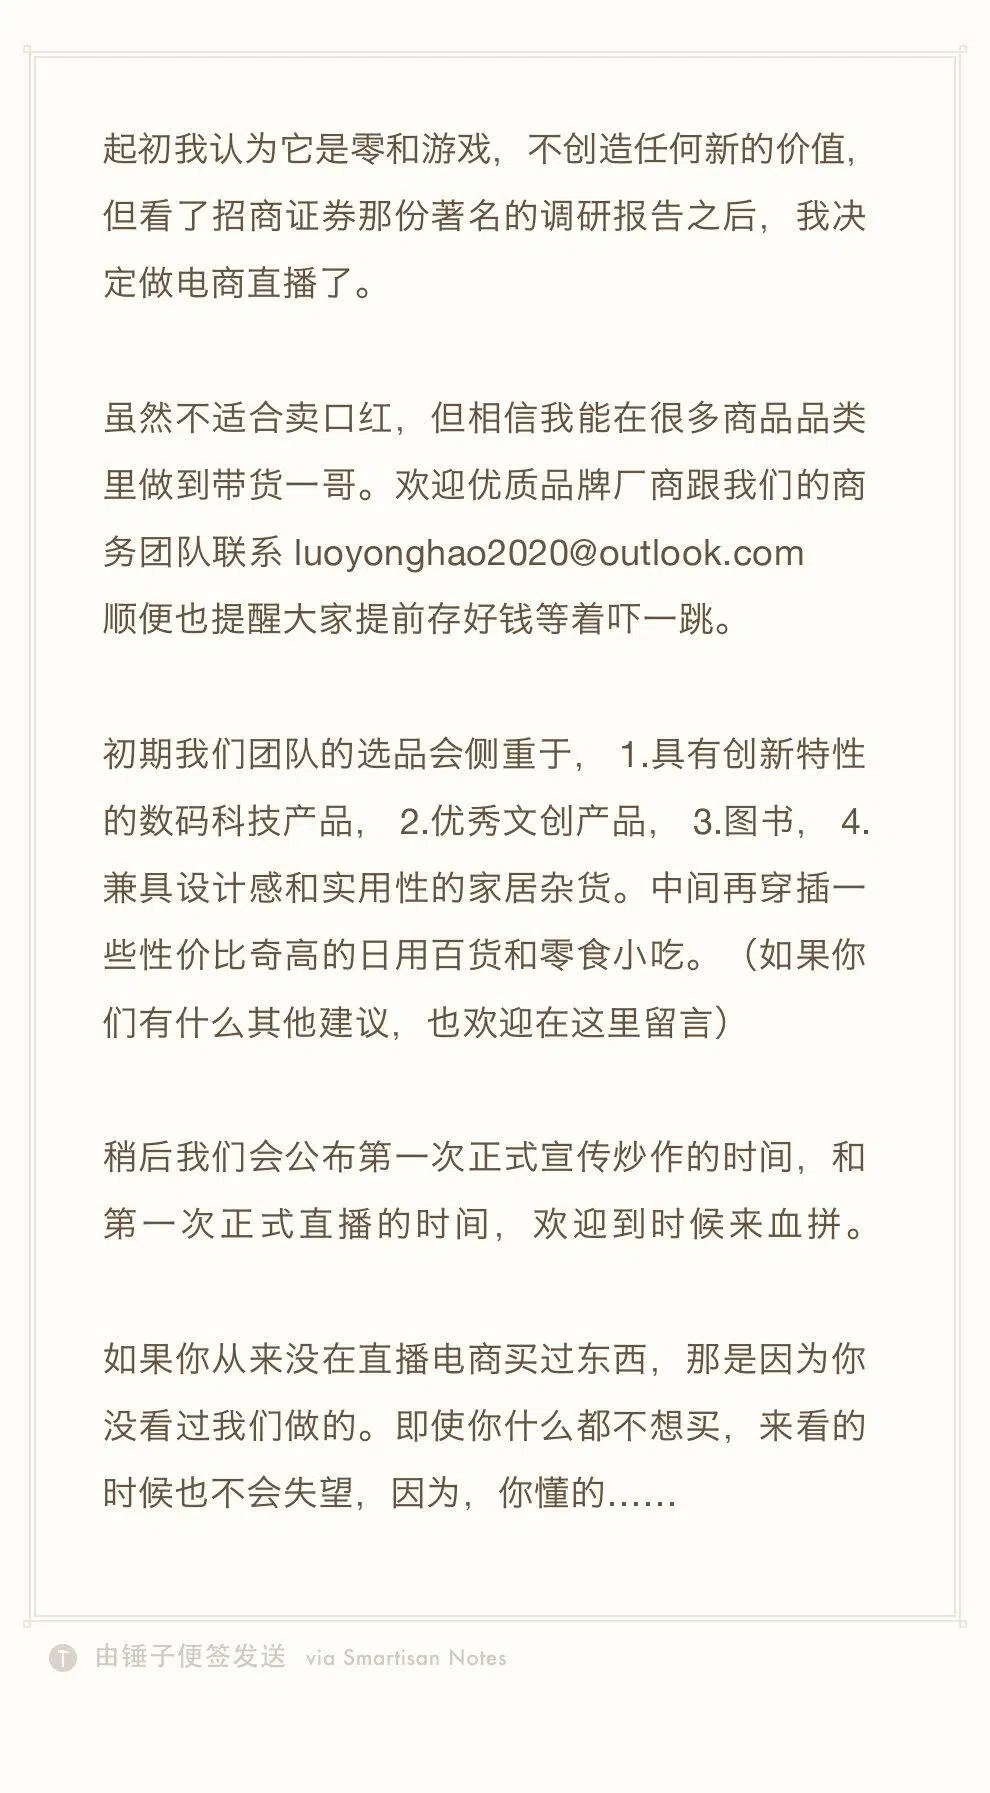 起初我认为它是零和游戏，不创造任何新的价值，
但看了招商证券那份著名的调研报告之后，我决
定做电商直播了。
虽然不适合卖口红，但相信我能在很多商品品类
里做到带货一哥。欢迎优质品牌厂商跟我们的商
务团队联系 luoyonghao2020@outlook.com
顺便也提醒大家提前存好钱等着吓一跳。
初期我们团队的选品会侧重于， 1.具有创新特性
的数码科技产品， 2.优秀文创产品， 3.图书， 4.
兼具设计感和实用性的家居杂货。中间再穿插一
些性价比奇高的日用百货和零食小吃。（如果你
们有什么其他建议，也欢迎在这里留言）
稍后我们会公布第一次正式宣传炒作的时间，和
第一次正式直播的时间，欢迎到时候来血拼。
如果你从来没在直播电商买过东西，那是因为你
没看过我们做的。即使你什么都不想买，来看的
时候也不会失望，因为，你懂的……
T 由锤子便签发送 via Smartisan Notes